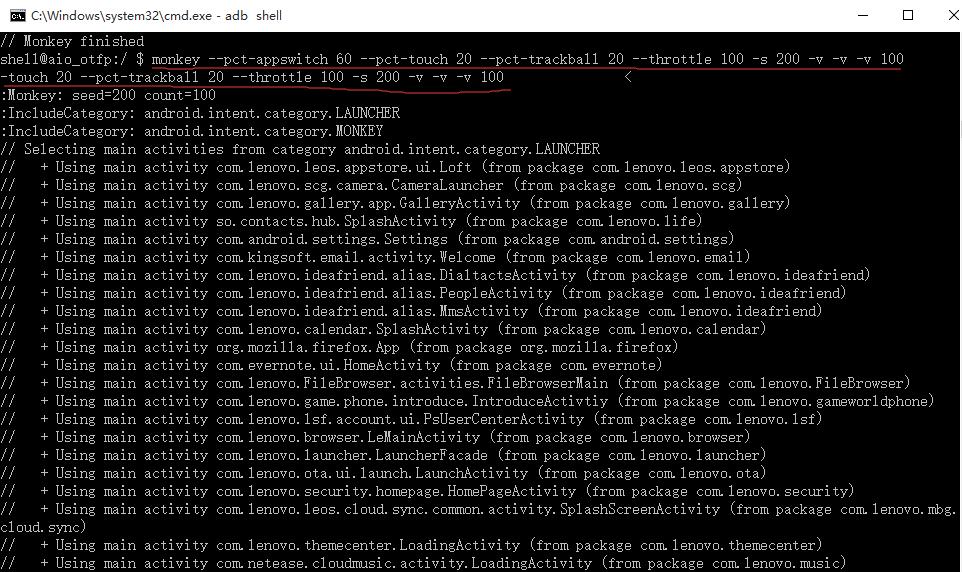 C:\Windows\system32\cmd.exe - adb  shell
// Monkey finished
shell@aio_otfp:/ $ monkey --pct-appswitch 60 --pct-touch 20 --pct-trackball 20 --throttle 100 -s 200 -v -v -v 100
-touch 20 --pct-trackball 20 --throttle 100 -s 200 -v -v -v 100               <
:Monkey: seed=200 count=100
:IncludeCategory: android.intent.category.LAUNCHER
:IncludeCategory: android.intent.category.MONKEY
// Selecting main activities from category android.intent.category.LAUNCHER
//   + Using main activity com.lenovo.leos.appstore.ui.Loft (from package com.lenovo.leos.appstore)
//   + Using main activity com.lenovo.scg.camera.CameraLauncher (from package com.lenovo.scg)
//   + Using main activity com.lenovo.gallery.app.GalleryActivity (from package com.lenovo.gallery)
//   + Using main activity so.contacts.hub.SplashActivity (from package com.lenovo.life)
//   + Using main activity com.android.settings.Settings (from package com.android.settings)
//   + Using main activity com.kingsoft.email.activity.Welcome (from package com.lenovo.email)
//   + Using main activity com.lenovo.ideafriend.alias.DialtactsActivity (from package com.lenovo.ideafriend)
//   + Using main activity com.lenovo.ideafriend.alias.PeopleActivity (from package com.lenovo.ideafriend)
//   + Using main activity com.lenovo.ideafriend.alias.MmsActivity (from package com.lenovo.ideafriend)
//   + Using main activity com.lenovo.calendar.SplashActivity (from package com.lenovo.calendar)
//   + Using main activity org.mozilla.firefox.App (from package org.mozilla.firefox)
//   + Using main activity com.evernote.ui.HomeActivity (from package com.evernote)
//   + Using main activity com.lenovo.FileBrowser.activities.FileBrowserMain (from package com.lenovo.FileBrowser)
//   + Using main activity com.lenovo.game.phone.introduce.IntroduceActivtiy (from package com.lenovo.gameworldphone)
//   + Using main activity com.lenovo.lsf.account.ui.PsUserCenterActivity (from package com.lenovo.lsf)
//   + Using main activity com.lenovo.browser.LeMainActivity (from package com.lenovo.browser)
//   + Using main activity com.lenovo.launcher.LauncherFacade (from package com.lenovo.launcher)
//   + Using main activity com.lenovo.ota.ui.launch.LaunchActivity (from package com.lenovo.ota)
//   + Using main activity com.lenovo.security.homepage.HomePageActivity (from package com.lenovo.security)
//   + Using main activity com.lenovo.leos.cloud.sync.common.activity.SplashScreenActivity (from package com.lenovo.mbg.
cloud.sync)
//   + Using main activity com.lenovo.themecenter.LoadingActivity (from package com.lenovo.themecenter)
//   + Using main activity com.netease.cloudmusic.activity.LoadingActivity (from package com.lenovo.music)